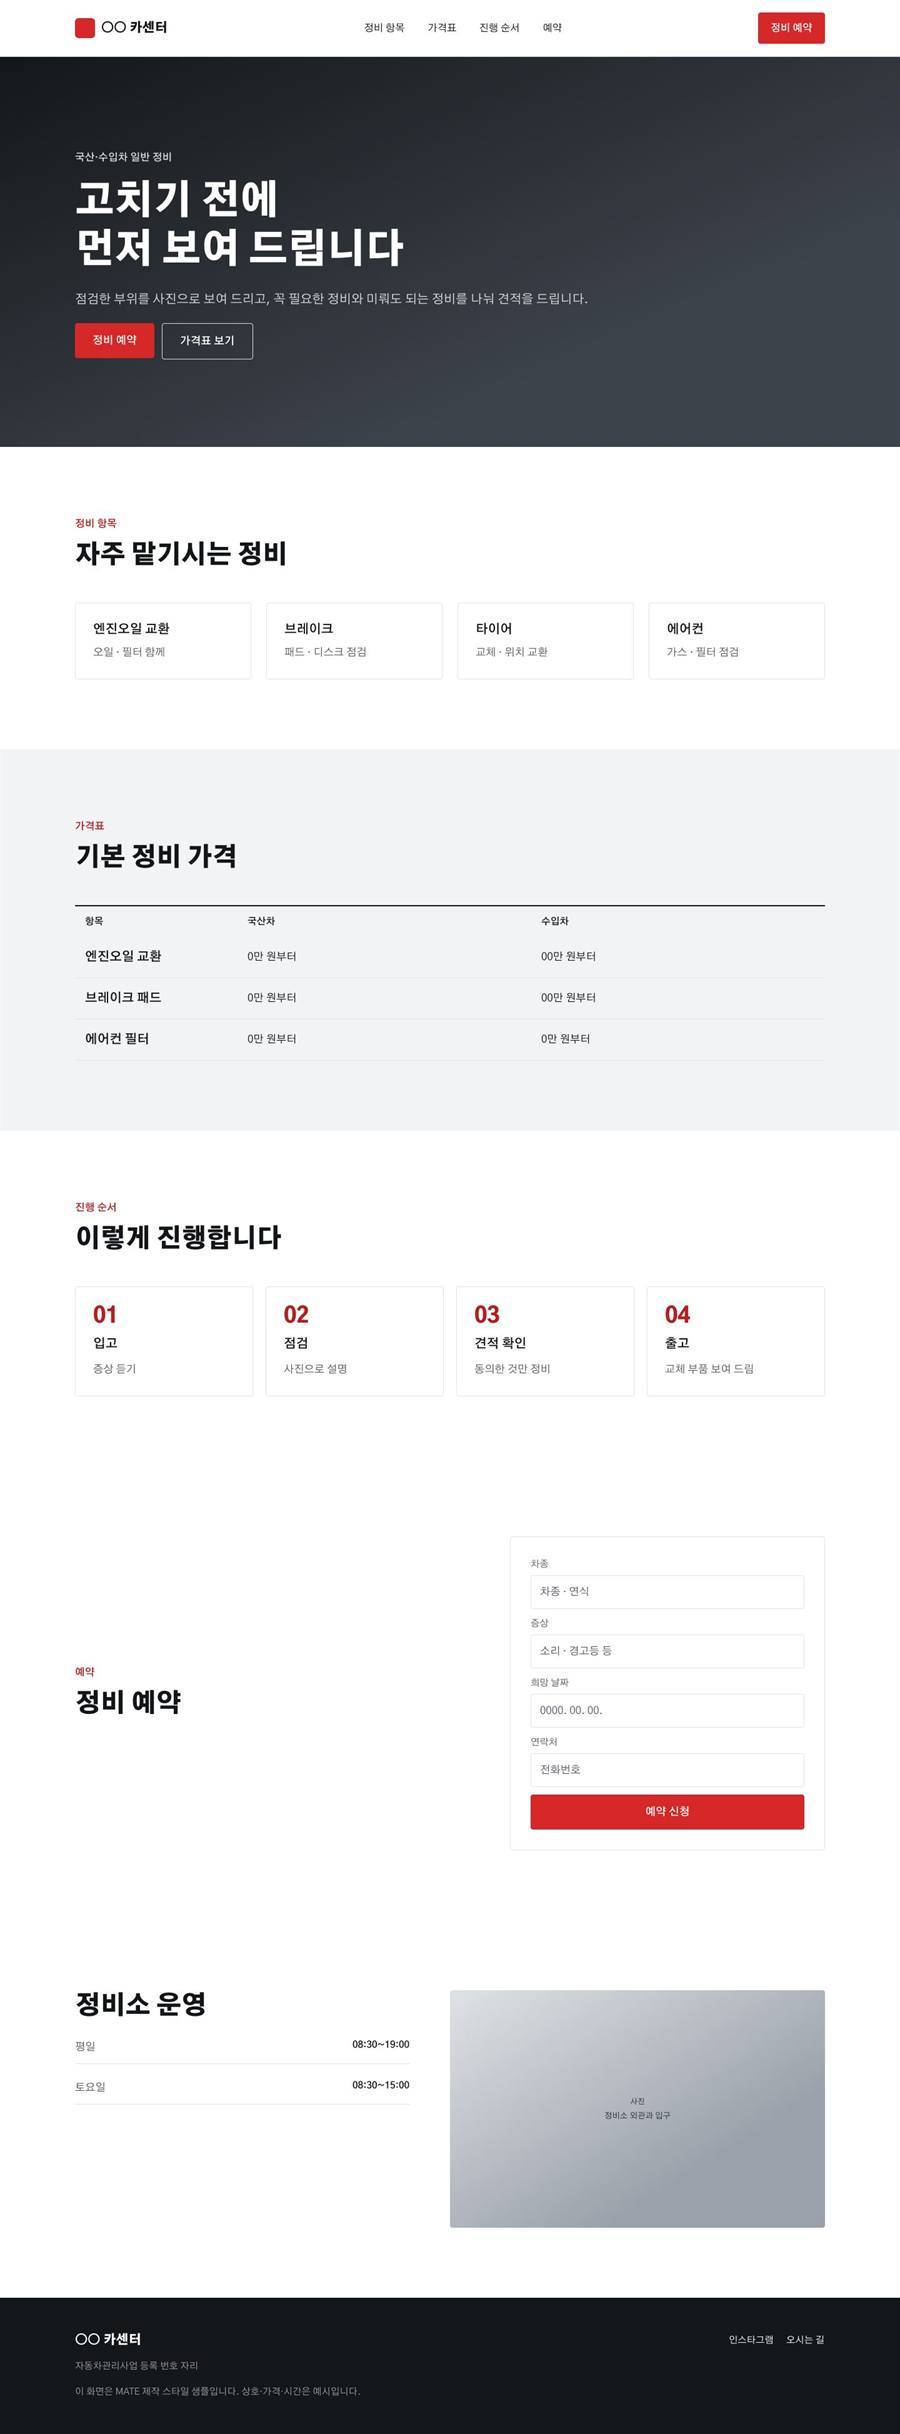 ○○ 카센터
정비 항목 가격표 진행 순서 예약
정비 예약
국산·수입차 일반 정비
고치기 전에
먼저 보여 드립니다
점검한 부위를 사진으로 보여 드리고, 꼭 필요한 정비와 미뤄도 되는 정비를 나눠 견적을 드립니다.
정비 예약 가격표 보기
정비 항목
자주 맡기시는 정비
엔진오일 교환
오일 · 필터 함께
브레이크
패드 · 디스크 점검
타이어
교체 · 위치 교환
에어컨
가스 · 필터 점검
가격표
기본 정비 가격
항목 국산차 수입차
엔진오일 교환 0만 원부터 00만 원부터
브레이크 패드 0만 원부터 00만 원부터
에어컨 필터 0만 원부터 0만 원부터
진행 순서
이렇게 진행합니다
01
입고
증상 듣기
02
점검
사진으로 설명
03
견적 확인
동의한 것만 정비
04
출고
교체 부품 보여 드림
예약
정비 예약
차종
차종 · 연식
증상
소리 · 경고등 등
희망 날짜
0000. 00. 00.
연락처
전화번호
예약 신청
정비소 운영
평일 08:30~19:00
토요일 08:30~15:00
사진
정비소 외관과 입구
○○ 카센터
자동차관리사업 등록 번호 자리
이 화면은 MATE 제작 스타일 샘플입니다. 상호·가격·시간은 예시입니다.
인스타그램 오시는 길